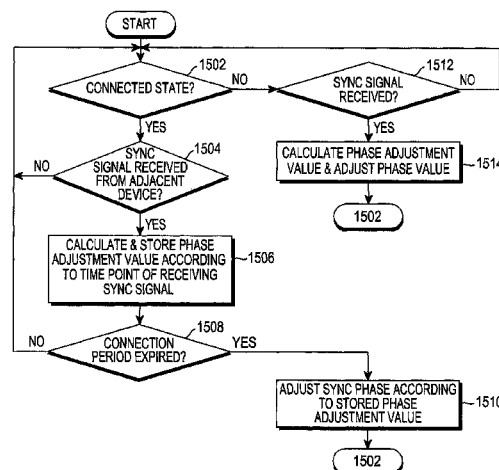 START
1502
CONNECTED STATE?
NO
YES
1512
SYNC SIGNAL
RECEIVED?
NO
YES
1504
SYNC
SIGNAL RECEIVED
FROM ADJACENT
DEVICE?
NO
YES
CALCULATE PHASE ADJUSTMENT
VALUE & ADJUST PHASE VALUE
1514
1502
CALCULATE & STORE PHASE
ADJUSTMENT VALUE ACCORDING
TO TIME POINT OF RECEIVING
SYNC SIGNAL
1506
1508
CONNECTION
PERIOD EXPIRED?
NO
YES
ADJUST SYNC PHASE ACCORDING
TO STORED PHASE
ADJUSTMENT VALUE
1510
1502